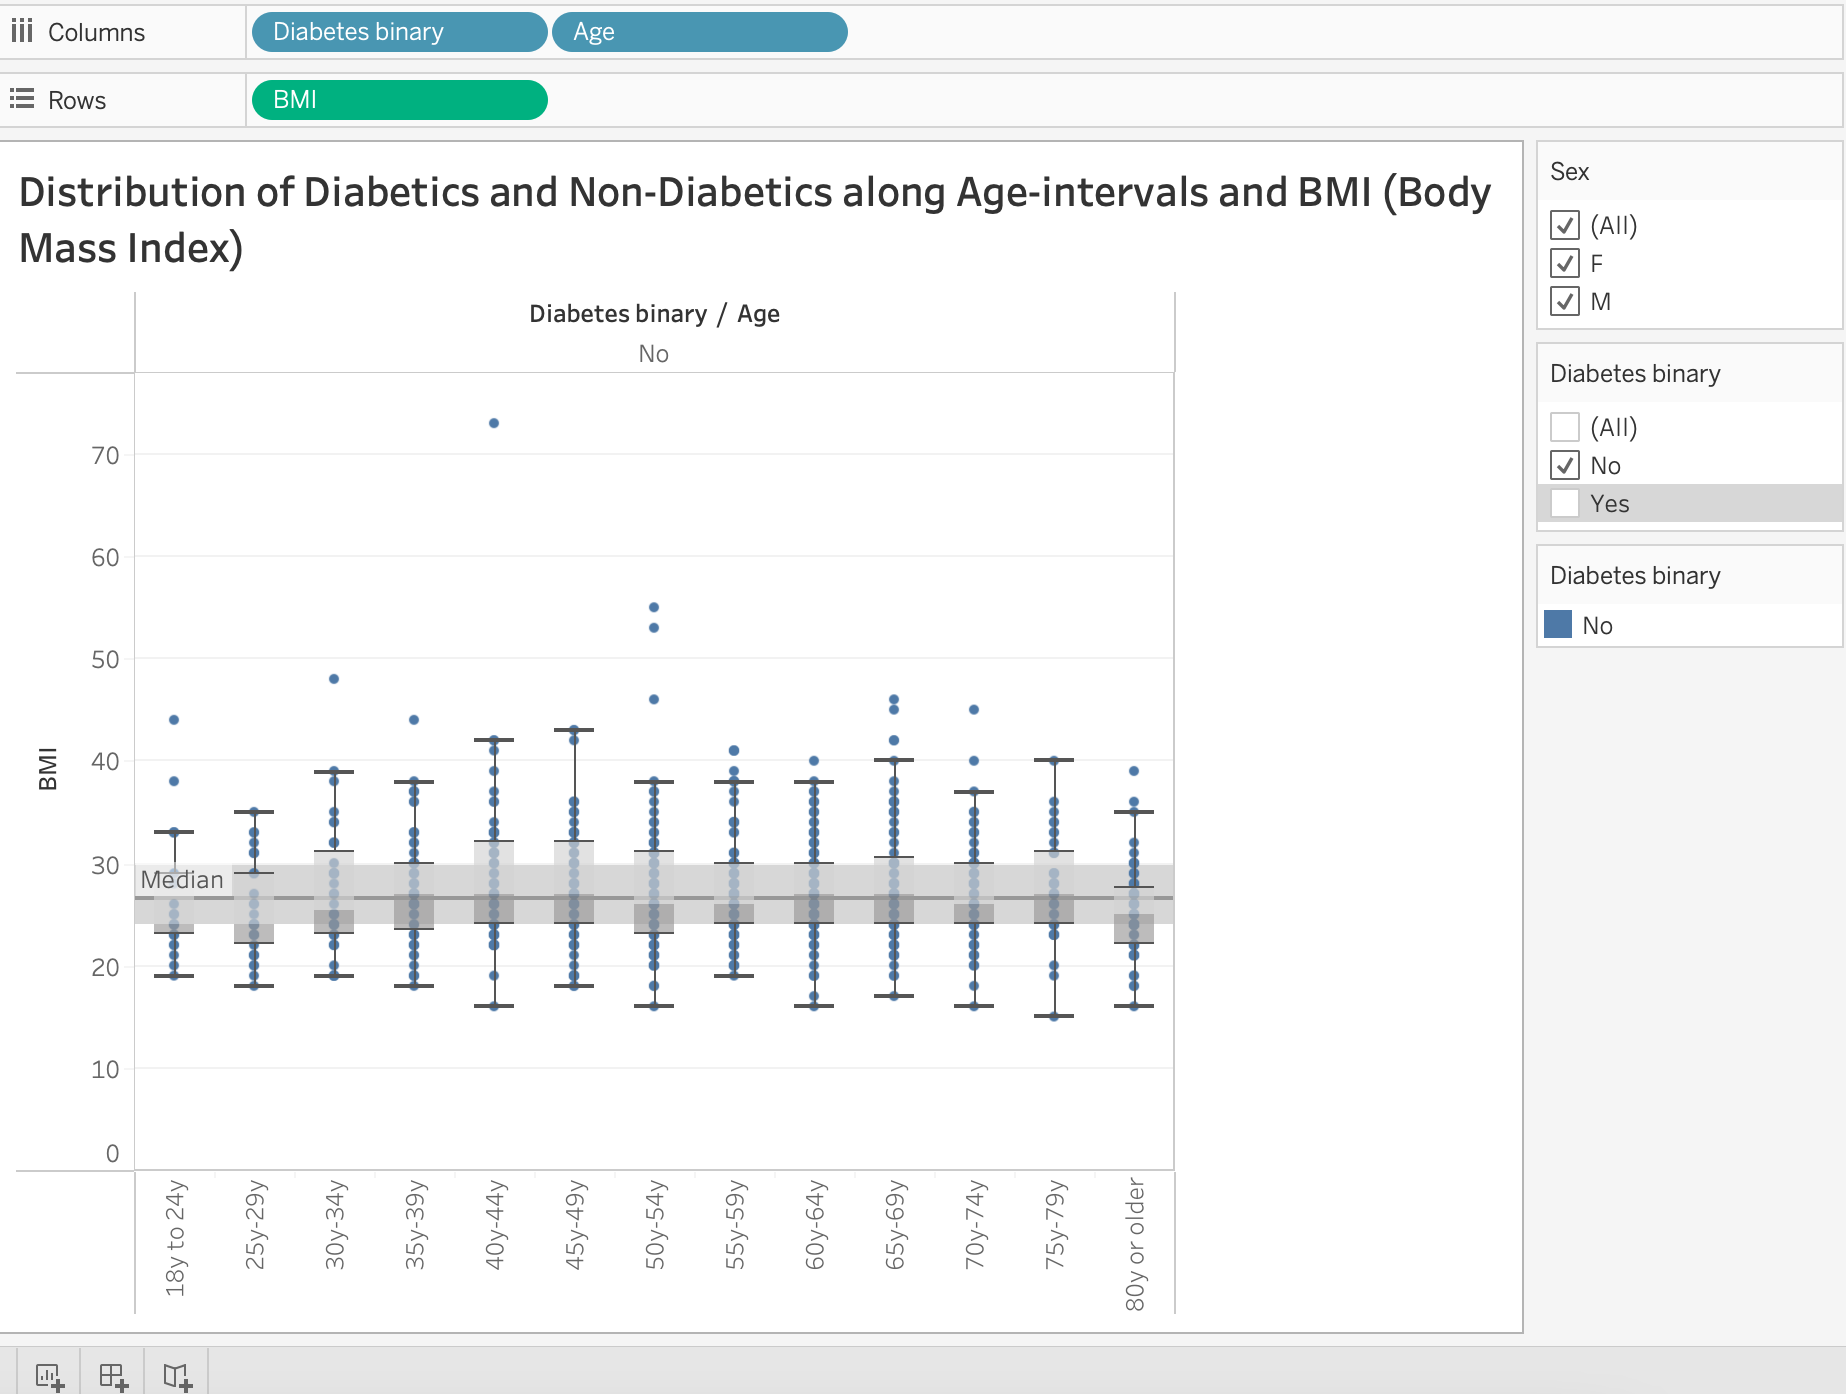 Columns
Diabetes binary
Age
Rows
BMI
Distribution of Diabetics and Non-Diabetics along Age-intervals and BMI (Body
Mass Index)
Diabetes binary / Age
No
BMI
70
60
50
40
30
20
10
0
Median
18y to 24y
25y-29y
30y-34y
35y-39y
40y-44y
45y-49y
50y-54y
55y-59y
60y-64y
65y-69y
70y-74y
75y-79y
80y or older
Sex
(All)
F
M
Diabetes binary
(All)
No
Yes
Diabetes binary
No